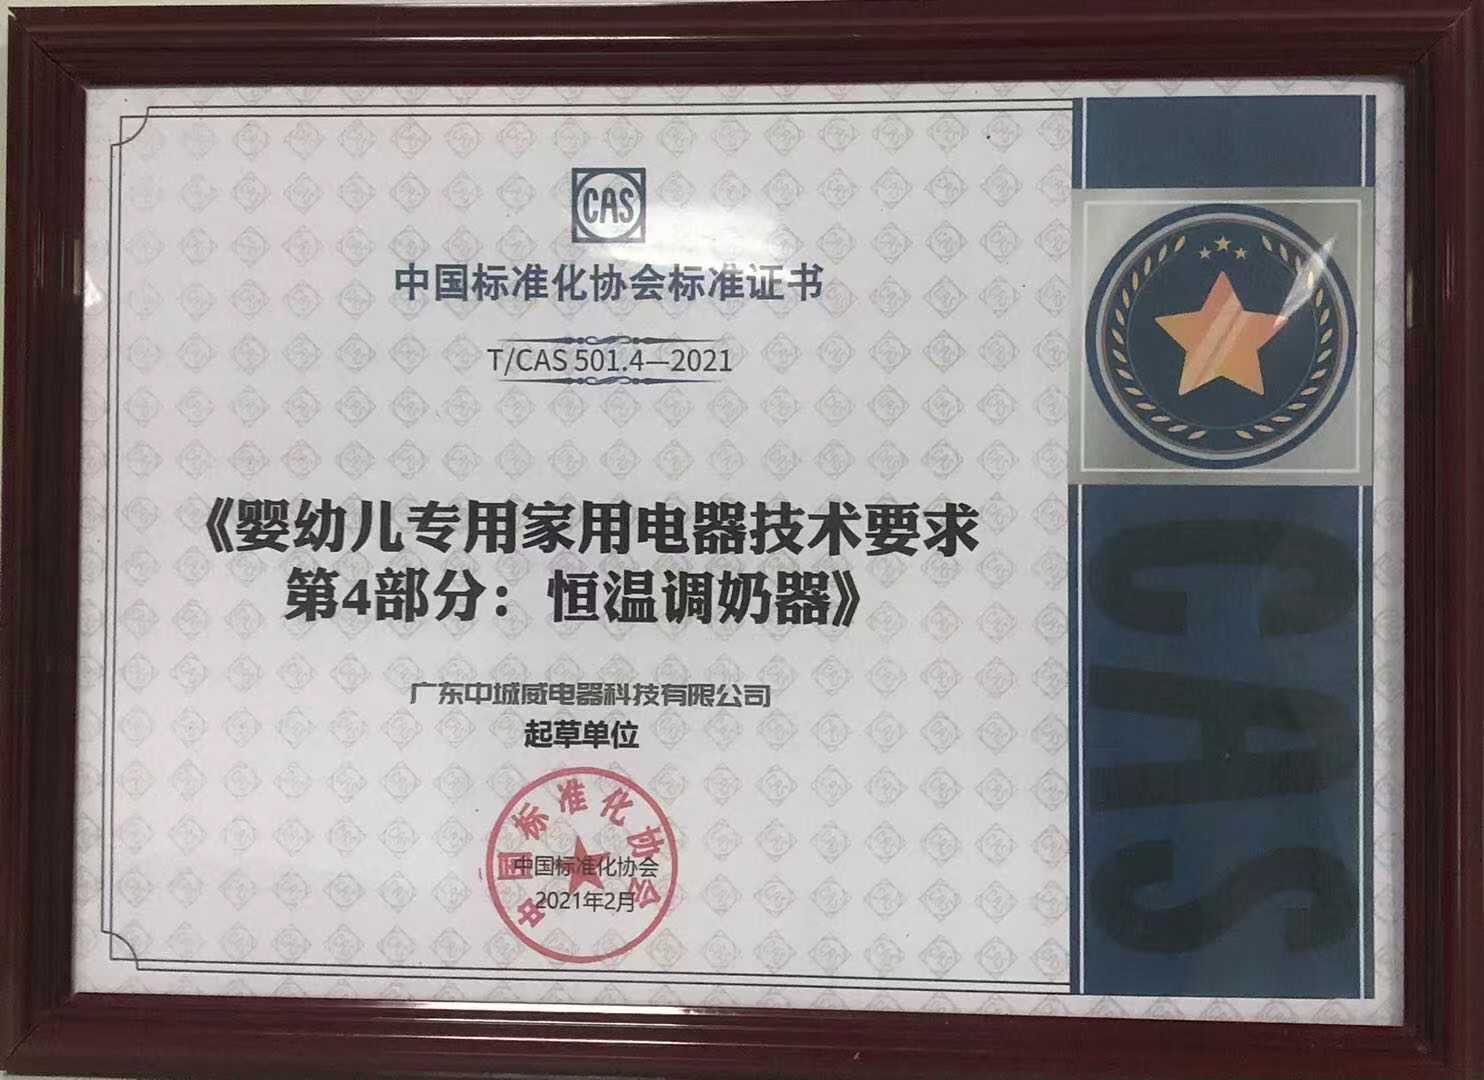 CAS
中国标准化协会标准证书
T/CAS 501.4—2021
《婴幼儿专用家用电器技术要求
第4部分：恒温调奶器》
广东中城威电器科技有限公司
起草单位
中国标准化协会
中国标准化协会
2021年2月
CAS